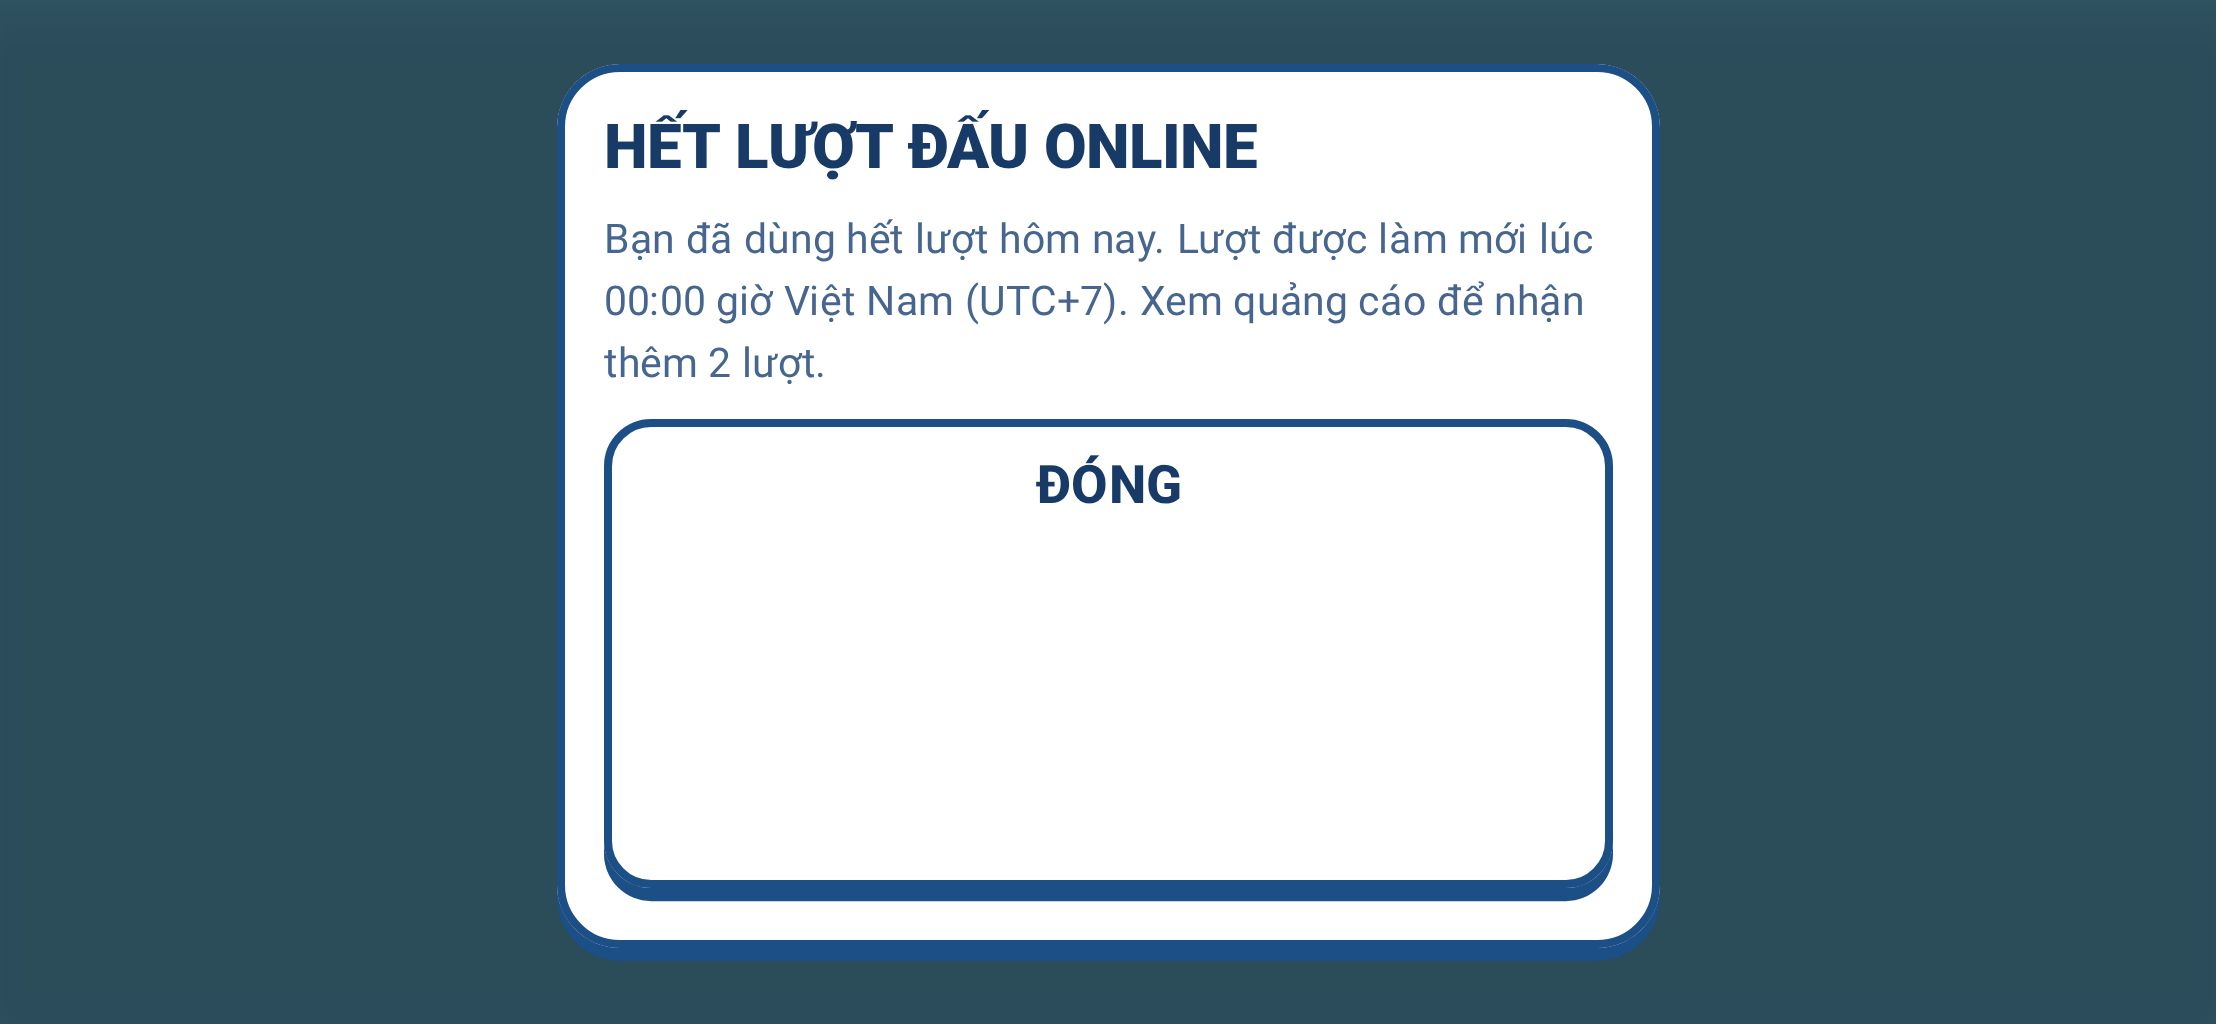 HẾT LƯỢT ĐẤU ONLINE
Bạn đã dùng hết lượt hôm nay. Lượt được làm mới lúc
00:00 giờ Việt Nam (UTC+7). Xem quảng cáo để nhận
thêm 2 lượt.
ĐÓNG